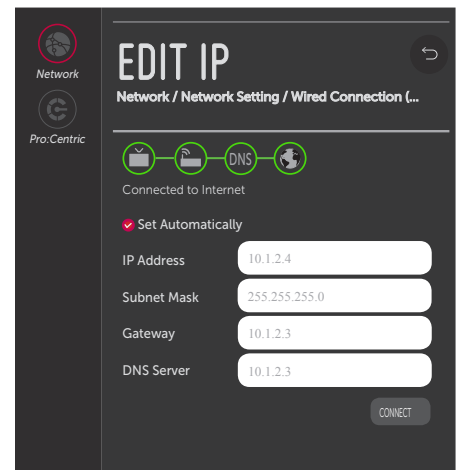 Network
Pro:Centric
EDIT IP
Network / Network Setting / Wired Connection (...
DNS
Connected to Internet
Set Automatically
IP Address 10.1.2.4
Subnet Mask 255.255.255.0
Gateway 10.1.2.3
DNS Server 10.1.2.3
CONNECT